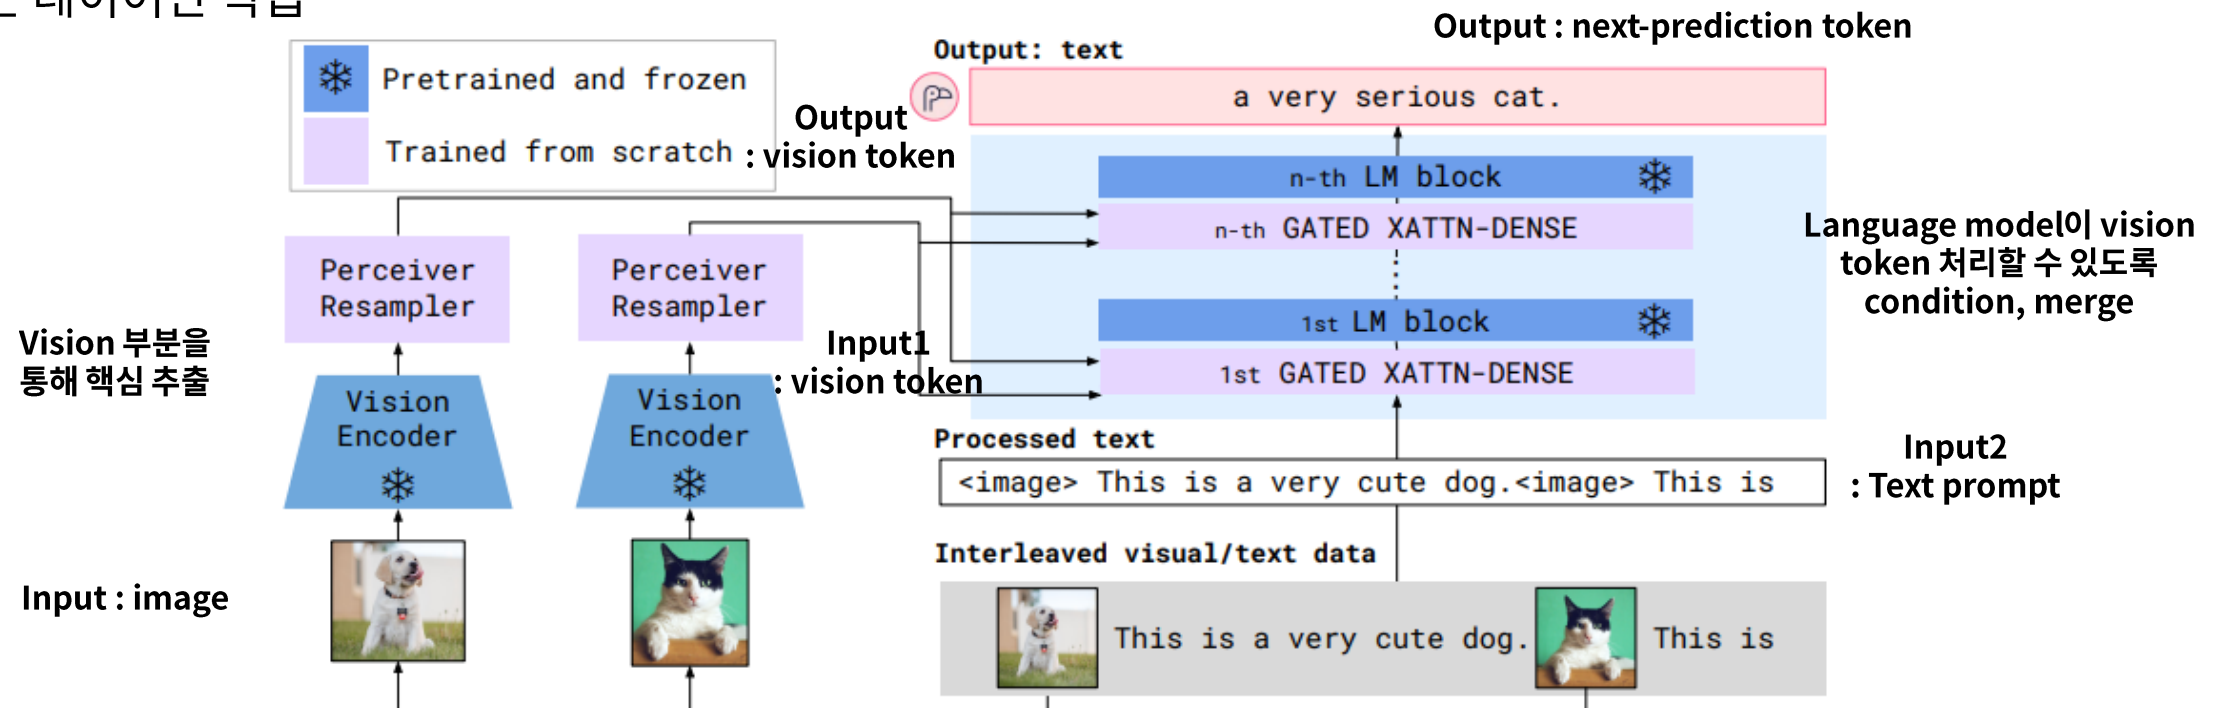 Output : next-prediction token
Output: text
Pretrained and frozen
Trained from scratch
a very serious cat.
Output
: vision token
n-th LM block
n-th GATED XATTN-DENSE
1st LM block
1st GATED XATTN-DENSE
Language model이 vision
token 처리할 수 있도록
condition, merge
Perceiver
Resampler
Perceiver
Resampler
Vision 부분을
통해 핵심 추출
Input1
: vision token
Vision
Encoder
Vision
Encoder
Processed text
<image> This is a very cute dog.<image> This is
Input2
: Text prompt
Interleaved visual/text data
Input : image
This is a very cute dog.
This is